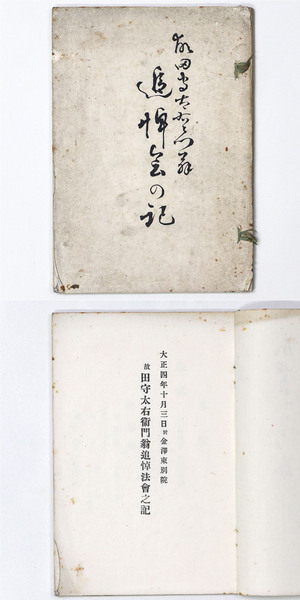 故田守太右衛門翁
追悼会の記
大正四年十月三日於金澤東別院
故田守太右衞門翁追悼法會之記